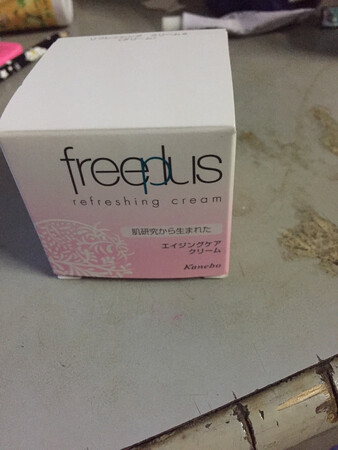 freeplus
refreshing cream
肌研究から生まれた
エイジングケア
クリーム
Kanebo